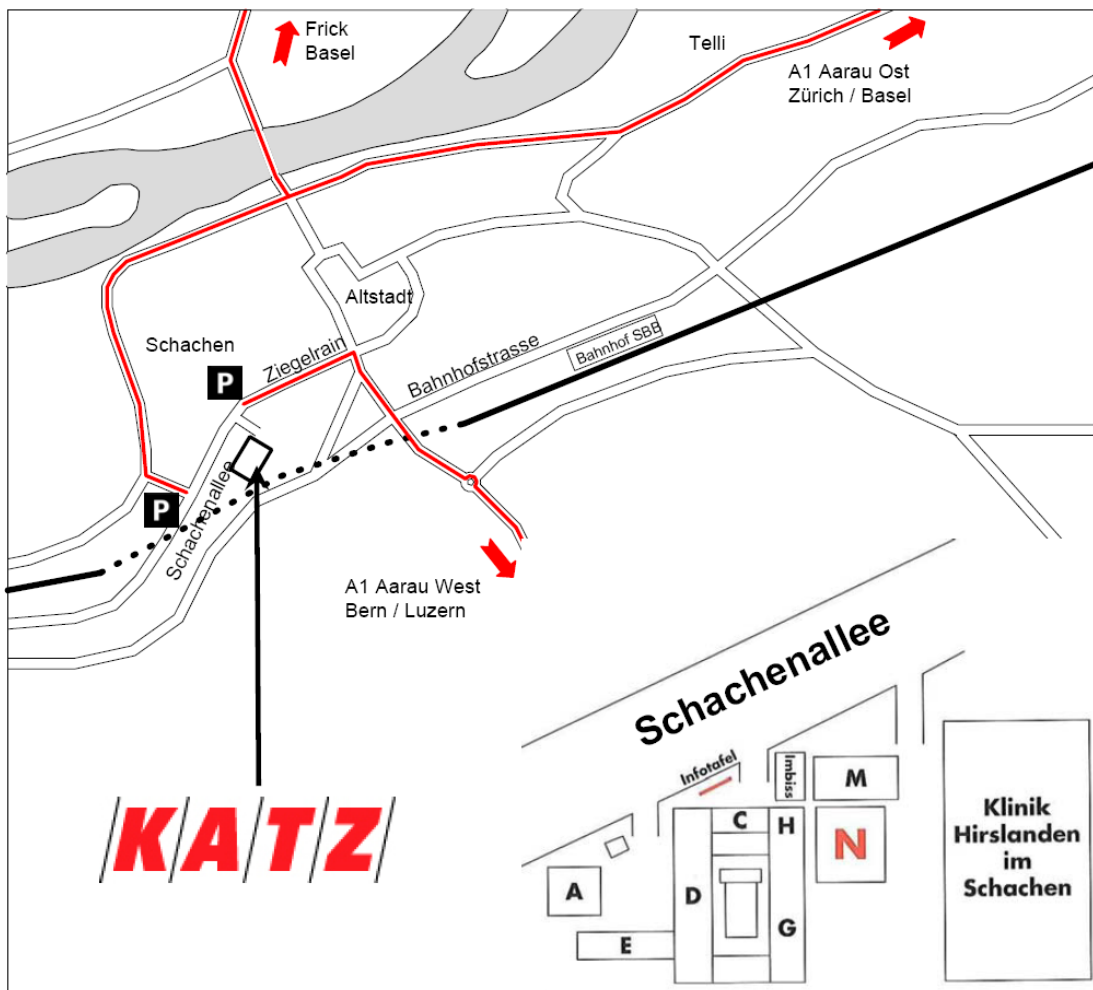 Frick
Basel
Telli
A1 Aarau Ost
Zürich / Basel
Altstadt
Schachen
Ziegelrain
P
Bahnhofstrasse
Bahnhof SBB
P
Schachenallee
A1 Aarau West
Bern / Luzern
KATZ
Schachenallee
Infotafel
Imbiss
M
C
H
N
A
D
E
G
Klinik
Hirslanden
im
Schachen